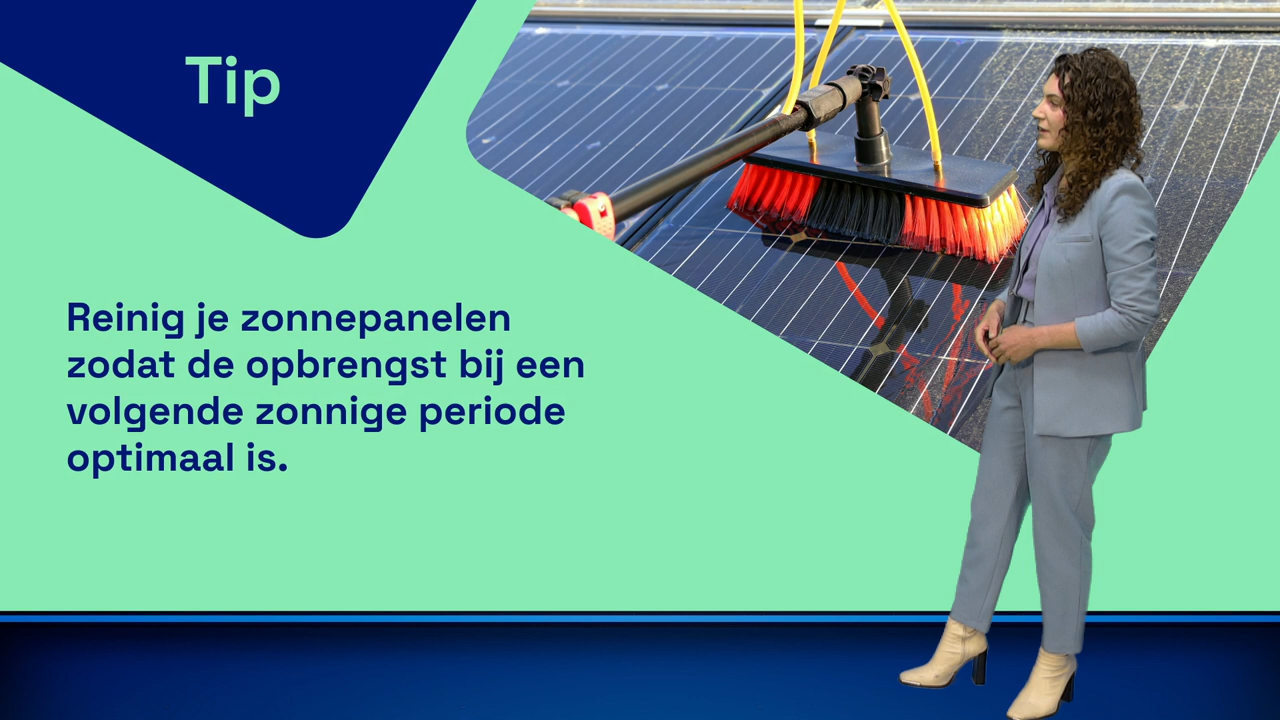 Tip
Reinig je zonnepanelen
zodat de opbrengst bij een
volgende zonnige periode
optimaal is.